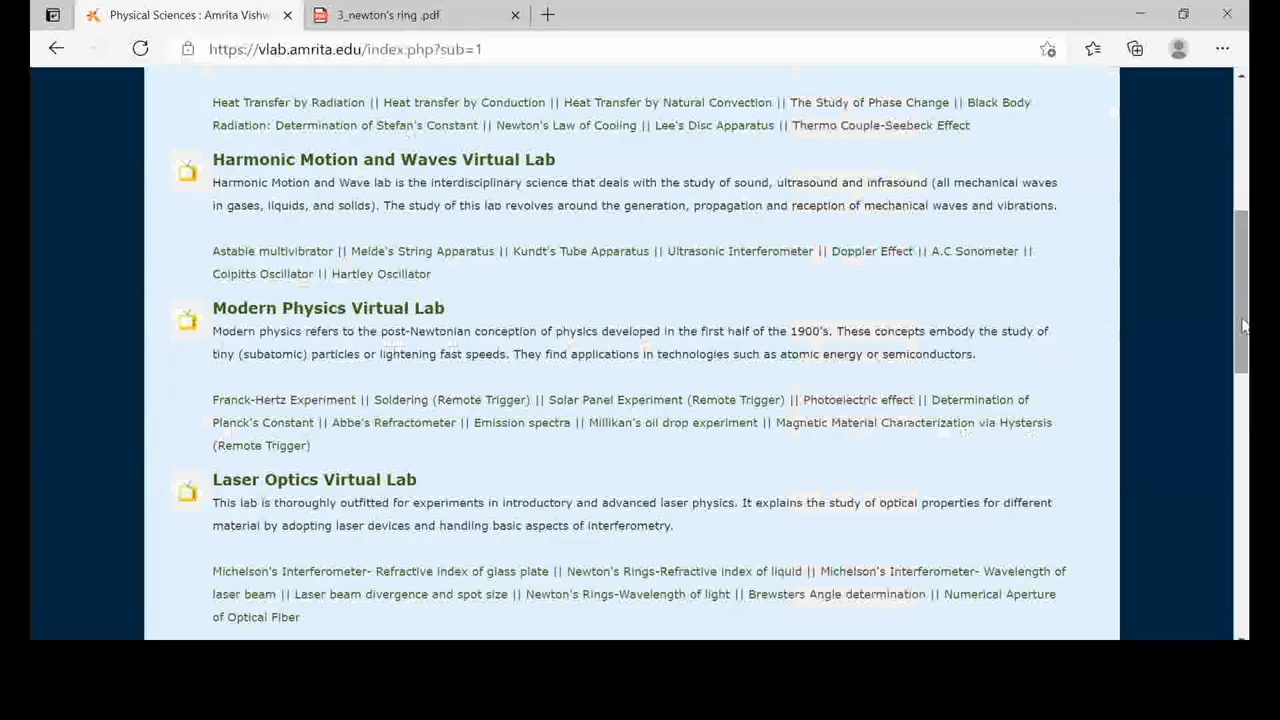 Physical Sciences : Amrita Vishw
3_newton's ring .pdf
https://vlab.amrita.edu/index.php?sub=1
Heat Transfer by Radiation || Heat transfer by Conduction || Heat Transfer by Natural Convection || The Study of Phase Change || Black Body
Radiation: Determination of Stefan's Constant || Newton's Law of Cooling || Lee's Disc Apparatus || Thermo Couple-Seebeck Effect
Harmonic Motion and Waves Virtual Lab
Harmonic Motion and Wave lab is the interdisciplinary science that deals with the study of sound, ultrasound and infrasound (all mechanical waves
in gases, liquids, and solids). The study of this lab revolves around the generation, propagation and reception of mechanical waves and vibrations.
Astable multivibrator || Melde's String Apparatus || Kundt's Tube Apparatus || Ultrasonic Interferometer || Doppler Effect || A.C Sonometer ||
Colpitts Oscillator || Hartley Oscillator
Modern Physics Virtual Lab
Modern physics refers to the post-Newtonian conception of physics developed in the first half of the 1900's. These concepts embody the study of
tiny (subatomic) particles or lightening fast speeds. They find applications in technologies such as atomic energy or semiconductors.
Franck-Hertz Experiment || Soldering (Remote Trigger) || Solar Panel Experiment (Remote Trigger) || Photoelectric effect || Determination of
Planck's Constant || Abbe's Refractometer || Emission spectra || Millikan's oil drop experiment || Magnetic Material Characterization via Hystersis
(Remote Trigger)
Laser Optics Virtual Lab
This lab is thoroughly outfitted for experiments in introductory and advanced laser physics. It explains the study of optical properties for different
material by adopting laser devices and handling basic aspects of interferometry.
Michelson's Interferometer- Refractive index of glass plate || Newton's Rings-Refractive index of liquid || Michelson's Interferometer- Wavelength of
laser beam || Laser beam divergence and spot size || Newton's Rings-Wavelength of light || Brewsters Angle determination || Numerical Aperture
of Optical Fiber